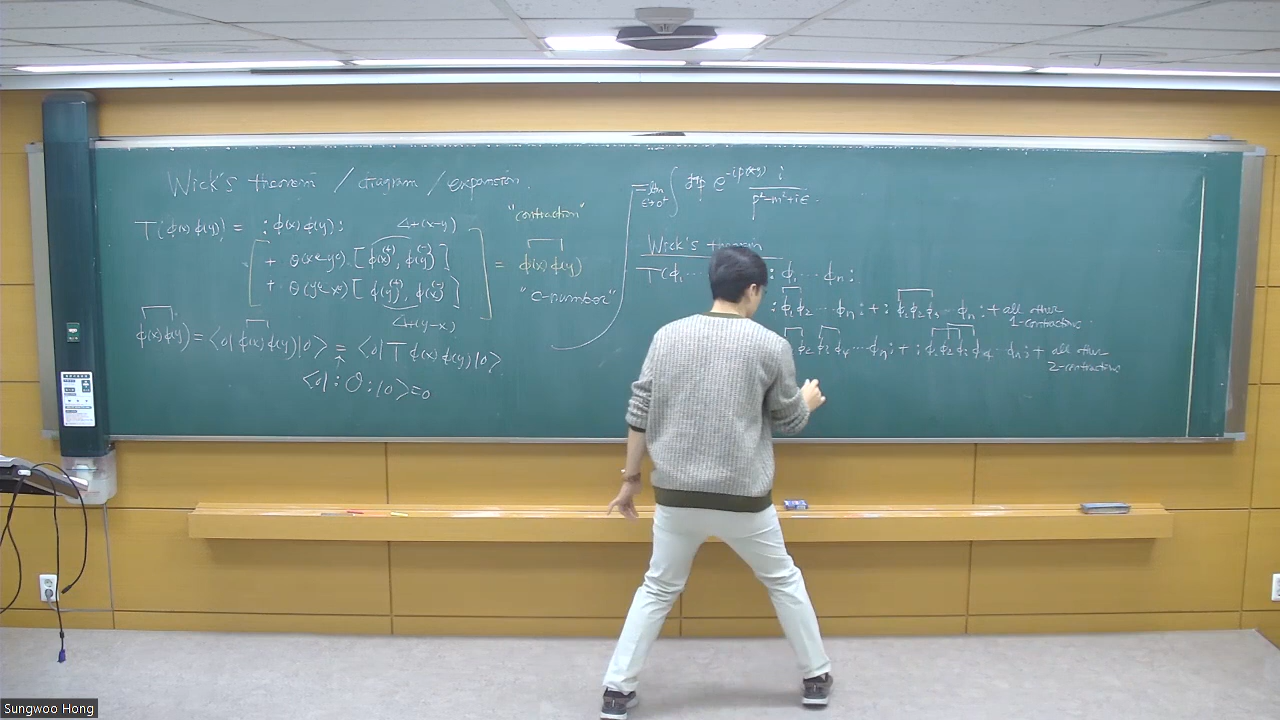 Wick's theorem / diagram / expansion.
T(φ(x)φ(y)) = :φ(x)φ(y):
Δ+(x-y)
+ θ(x⁰-y⁰) [φ(x)⁽⁺⁾, φ(y)⁽⁻⁾]
+ θ(y⁰-x⁰) [φ(y)⁽⁺⁾, φ(x)⁽⁻⁾]
Δ+(y-x)
"contraction"
= φ(x)φ(y)
"C-number"
φ(x)φ(y) = <0|φ(x)φ(y)|0> = <0|Tφ(x)φ(y)|0>
<0|:O:|0>=0
= lim ε→0⁺ ∫ d⁴p e^{-ip(x-y)} i / p²-m²+iε
Wick's theorem
T(φ₁… :φ₁…φn:
:φ₁φ₂…φn: + :φ₁φ₂φ₃…φn: + all other
1-contractions
φ₂φ₃φ₄…φn: + :φ₁φ₂φ₃φ₄…φn: + all other
2-contractions
Sungwoo Hong